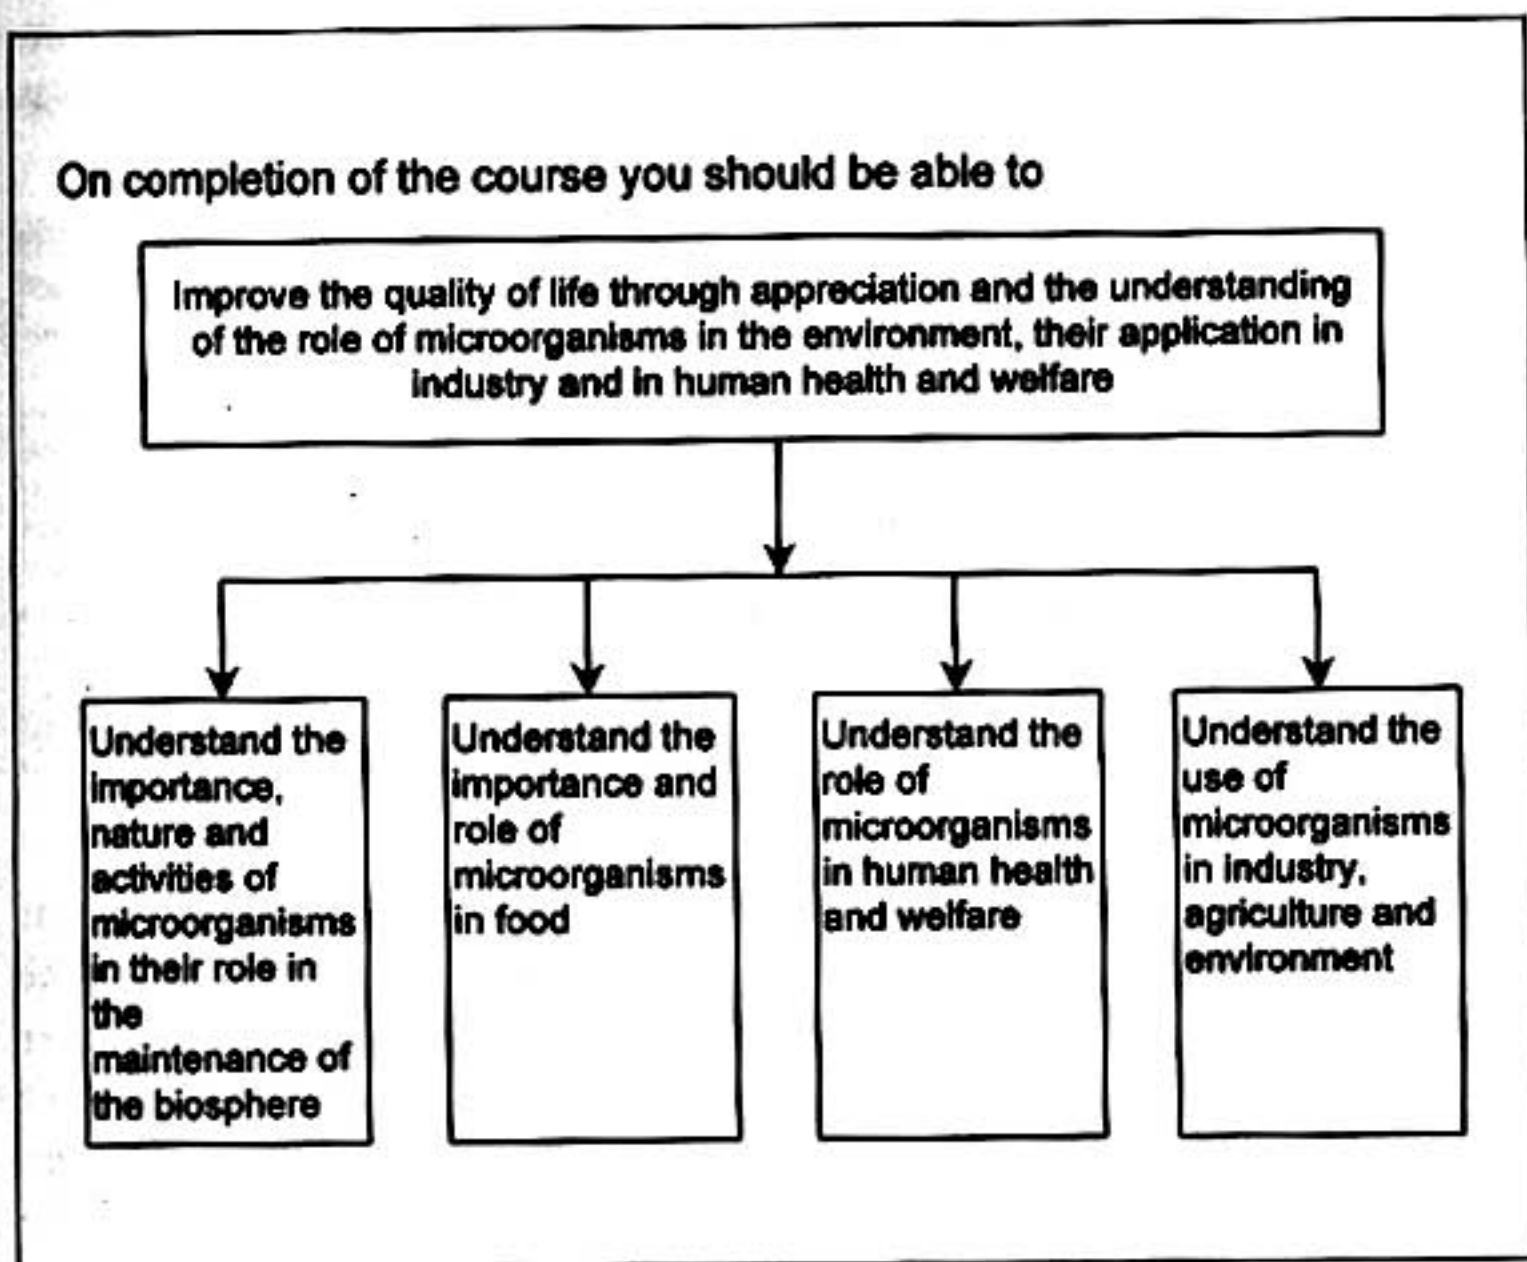 On completion of the course you should be able to
Improve the quality of life through appreciation and the understanding
of the role of microorganisms in the environment, their application in
industry and in human health and welfare
Understand the
importance,
nature and
activities of
microorganisms
in their role in
the
maintenance of
the biosphere
Understand the
importance and
role of
microorganisms
in food
Understand the
role of
microorganisms
in human health
and welfare
Understand the
use of
microorganisms
in industry,
agriculture and
environment